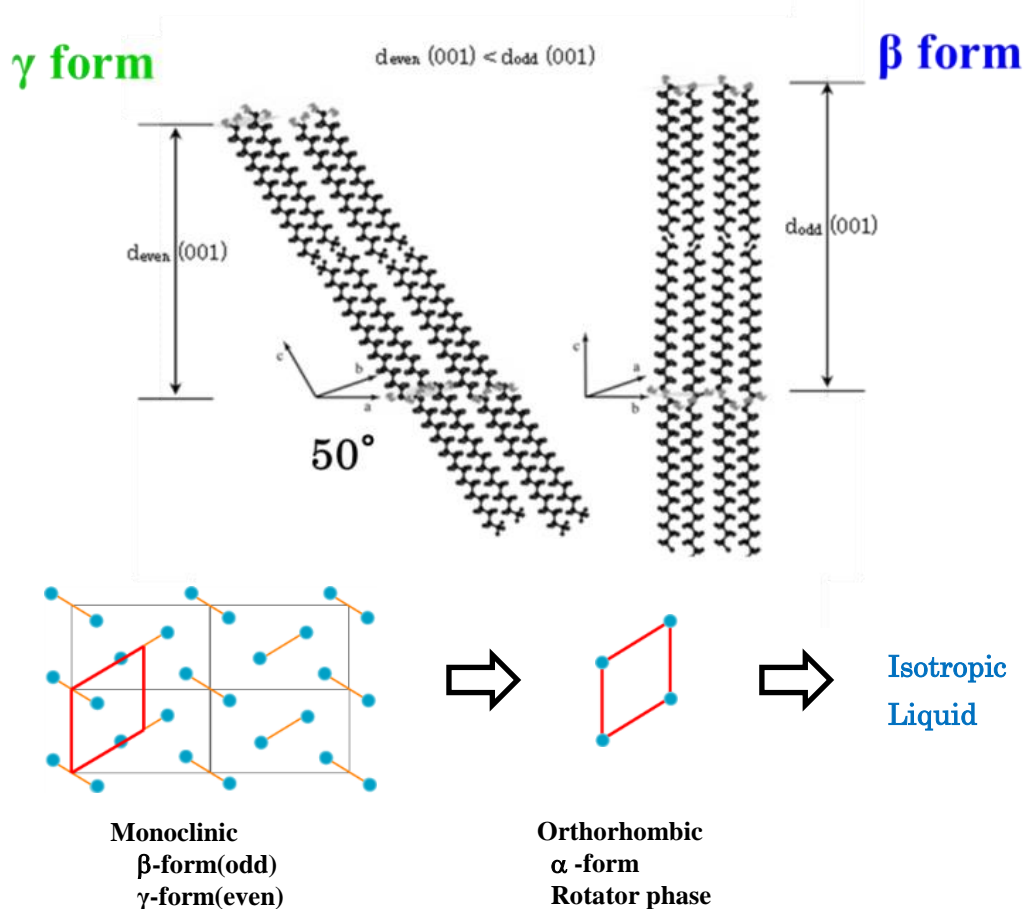 γ form
deven (001) < dodd (001)
β form
deven (001)
dodd (001)
c
b
a
50°
c
a
b
Isotropic
Liquid
Monoclinic
β-form(odd)
γ-form(even)
Orthorhombic
α -form
Rotator phase